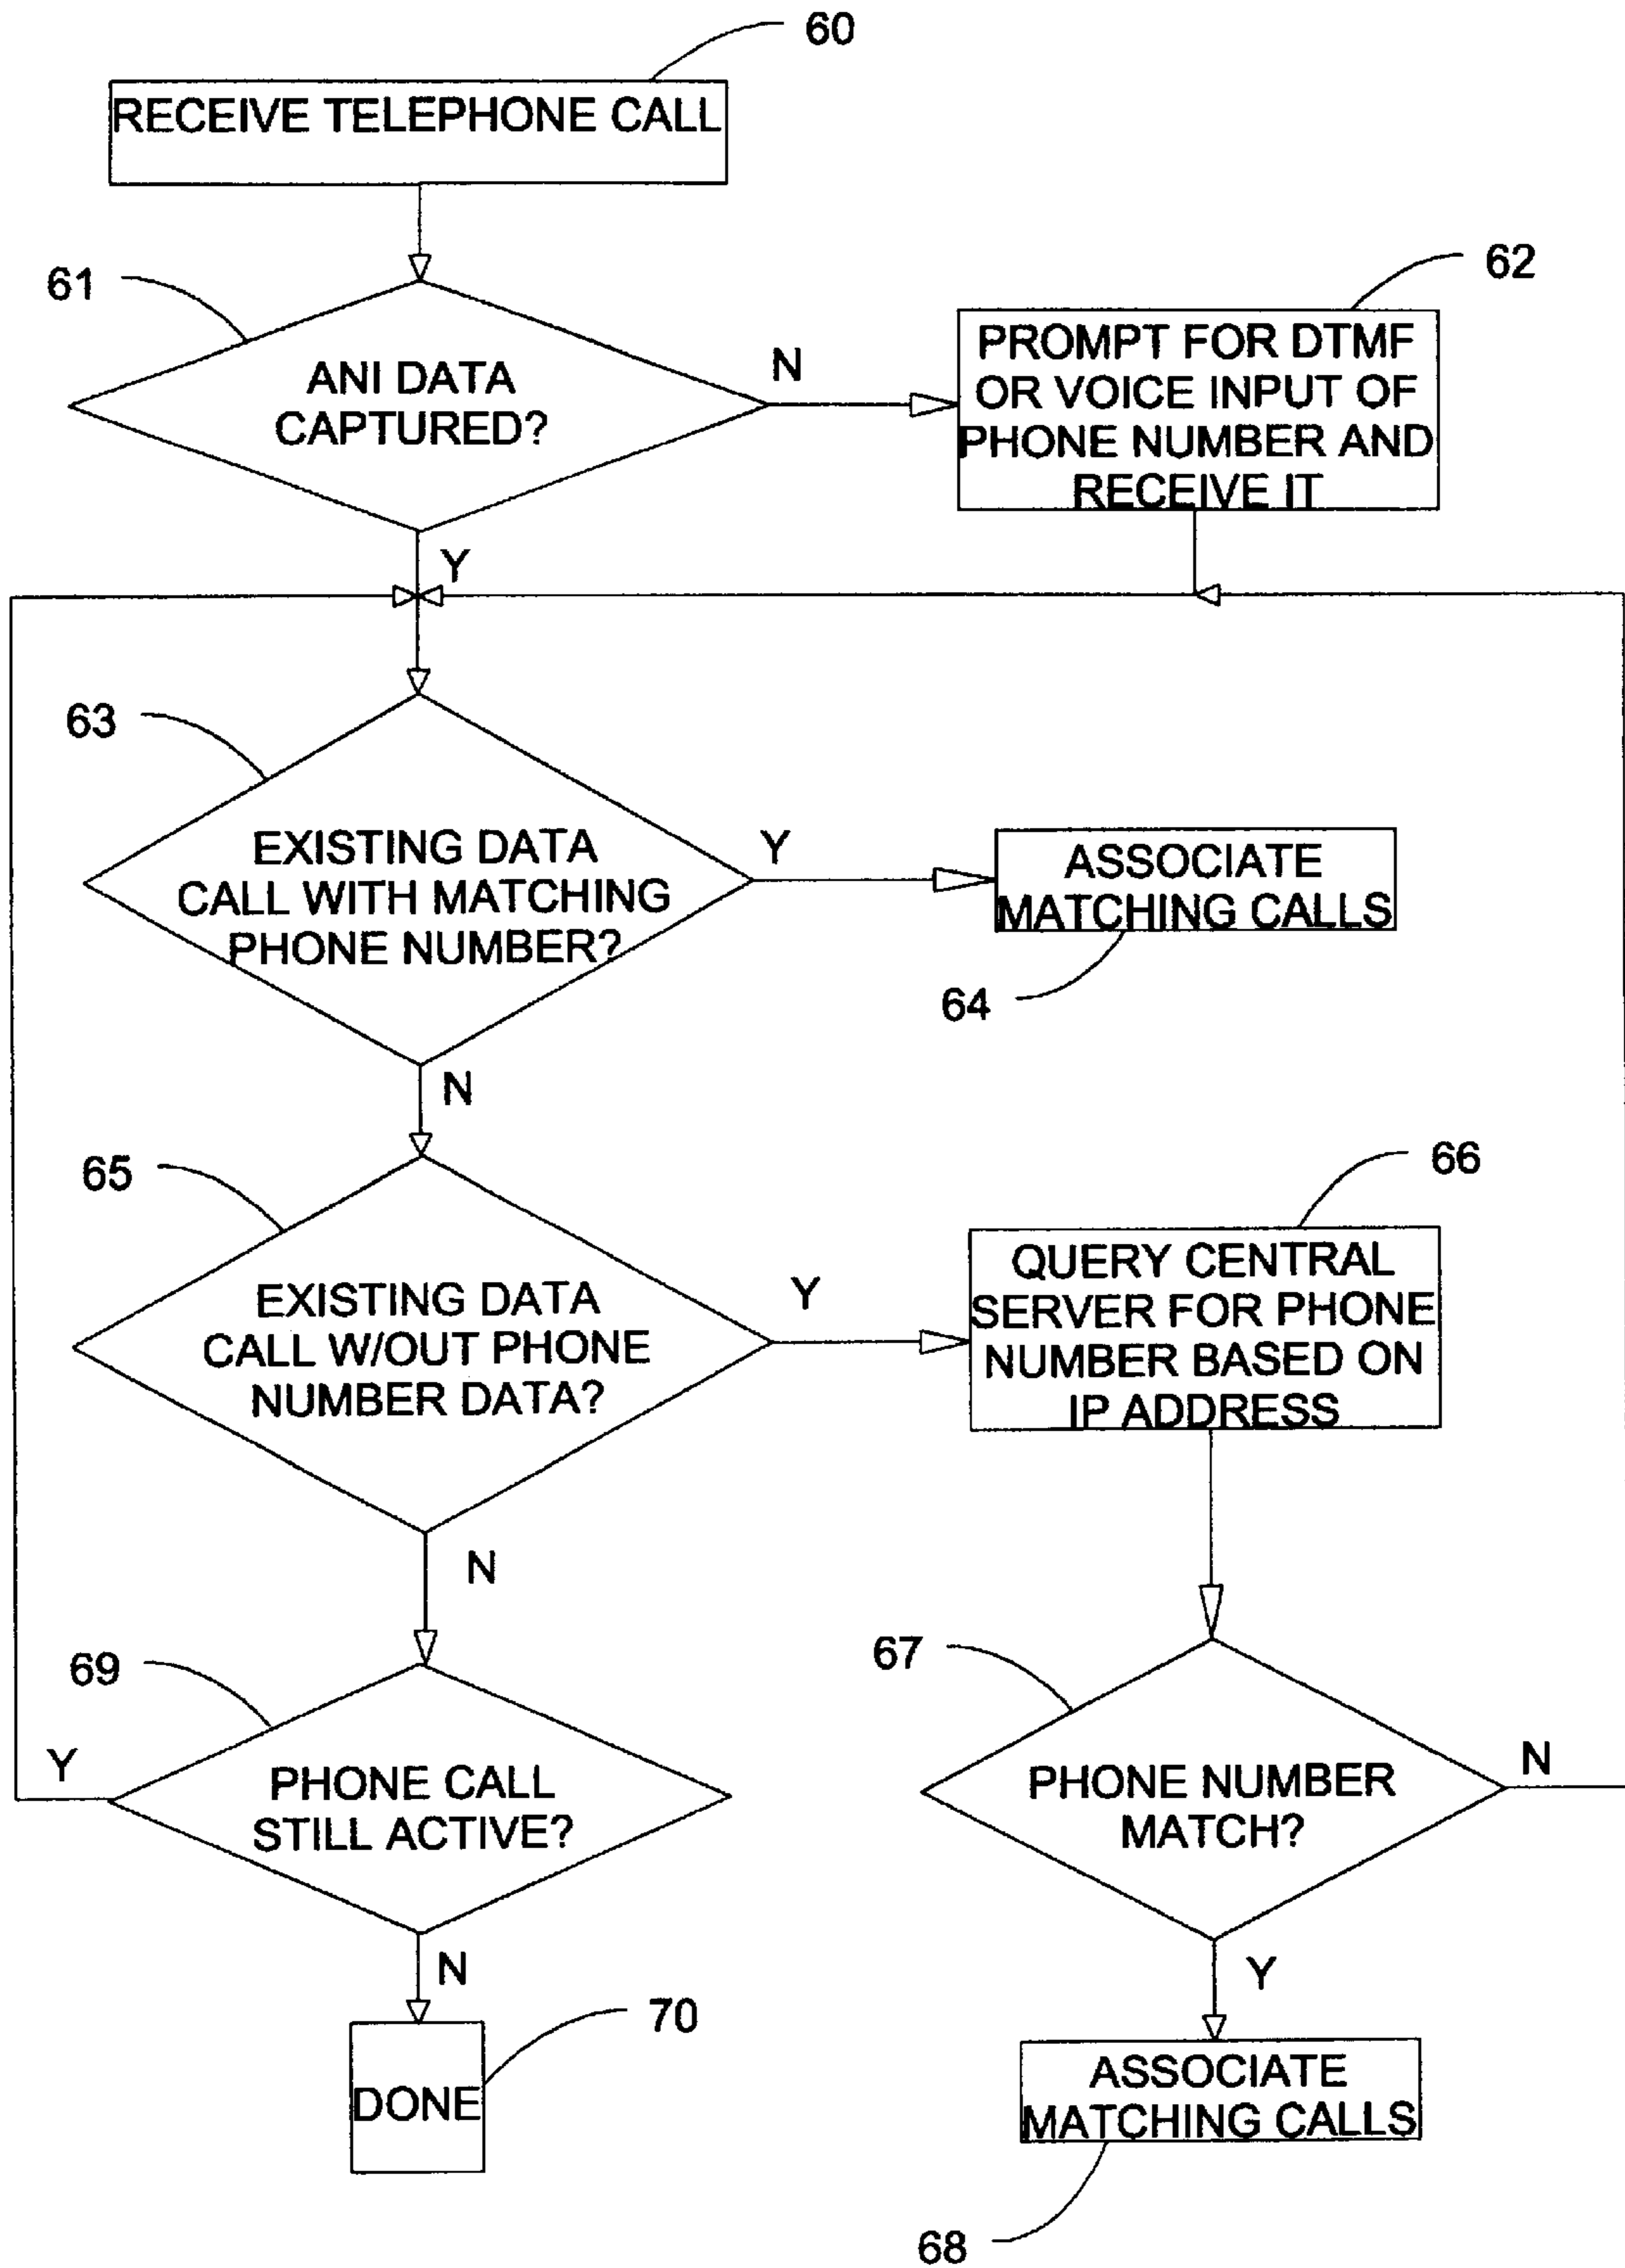 60
RECEIVE TELEPHONE CALL
61
ANI DATA
CAPTURED?
N
62
PROMPT FOR DTMF
OR VOICE INPUT OF
PHONE NUMBER AND
RECEIVE IT
Y
63
EXISTING DATA
CALL WITH MATCHING
PHONE NUMBER?
Y
ASSOCIATE
MATCHING CALLS
64
N
65
EXISTING DATA
CALL W/OUT PHONE
NUMBER DATA?
Y
66
QUERY CENTRAL
SERVER FOR PHONE
NUMBER BASED ON
IP ADDRESS
N
69
Y
PHONE CALL
STILL ACTIVE?
67
PHONE NUMBER
MATCH?
N
N
70
DONE
Y
ASSOCIATE
MATCHING CALLS
68